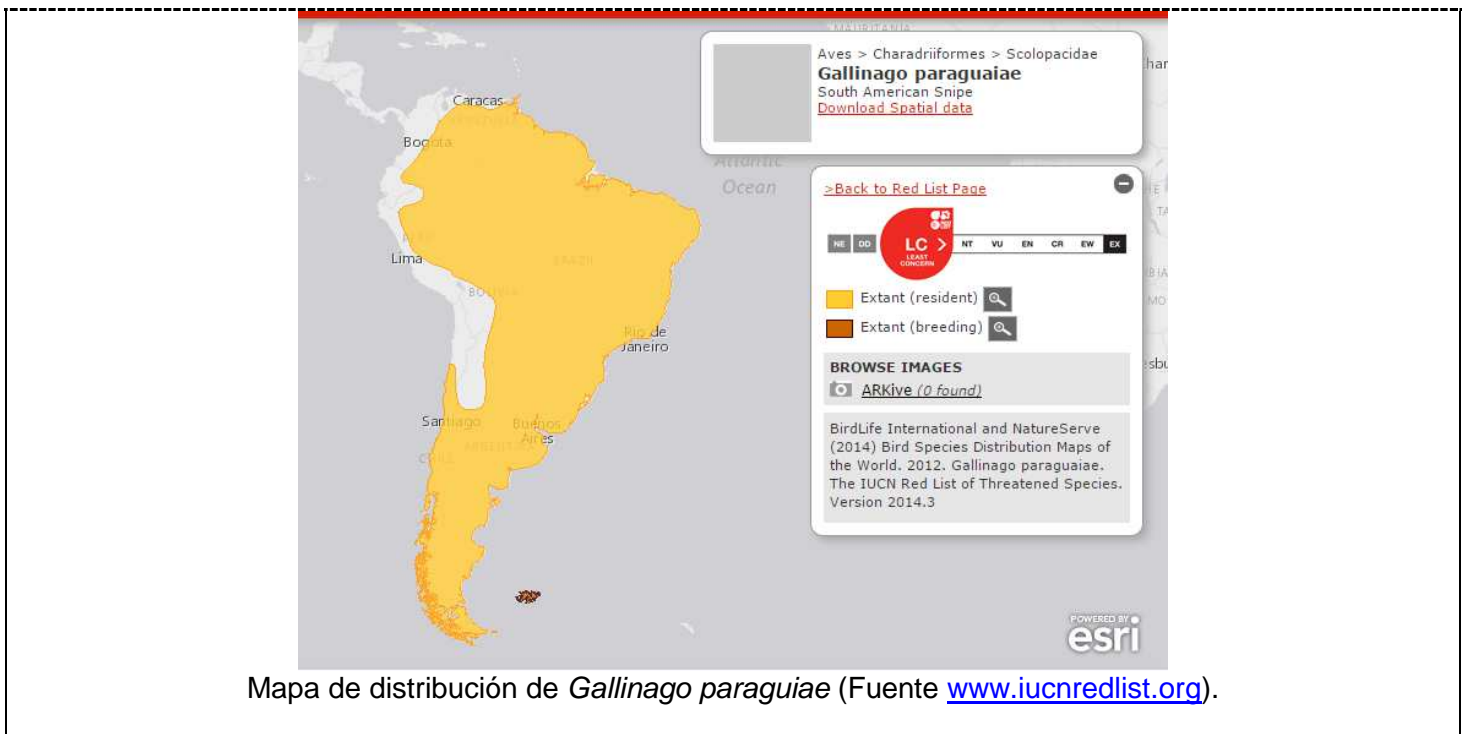 MAURITANIA
Aves > Charadriiformes > Scolopacidae
Gallinago paraguaiae
South American Snipe
Download Spatial data
Caracas
Bogota
Atlantic
Ocean
>Back to Red List Page
NE DD LC > NT VU EN CR EW EX
LEAST
CONCERN
Lima
BRAZIL
BOLIVIA
Extant (resident)
Extant (breeding)
Rio de
Janeiro
BROWSE IMAGES
ARKive (0 found)
Santiago
Buenos
Aires
BirdLife International and NatureServe
(2014) Bird Species Distribution Maps of
the World. 2012. Gallinago paraguaiae.
The IUCN Red List of Threatened Species.
Version 2014.3
POWERED BY
esri
Mapa de distribución de Gallinago paraguiae (Fuente www.iucnredlist.org).